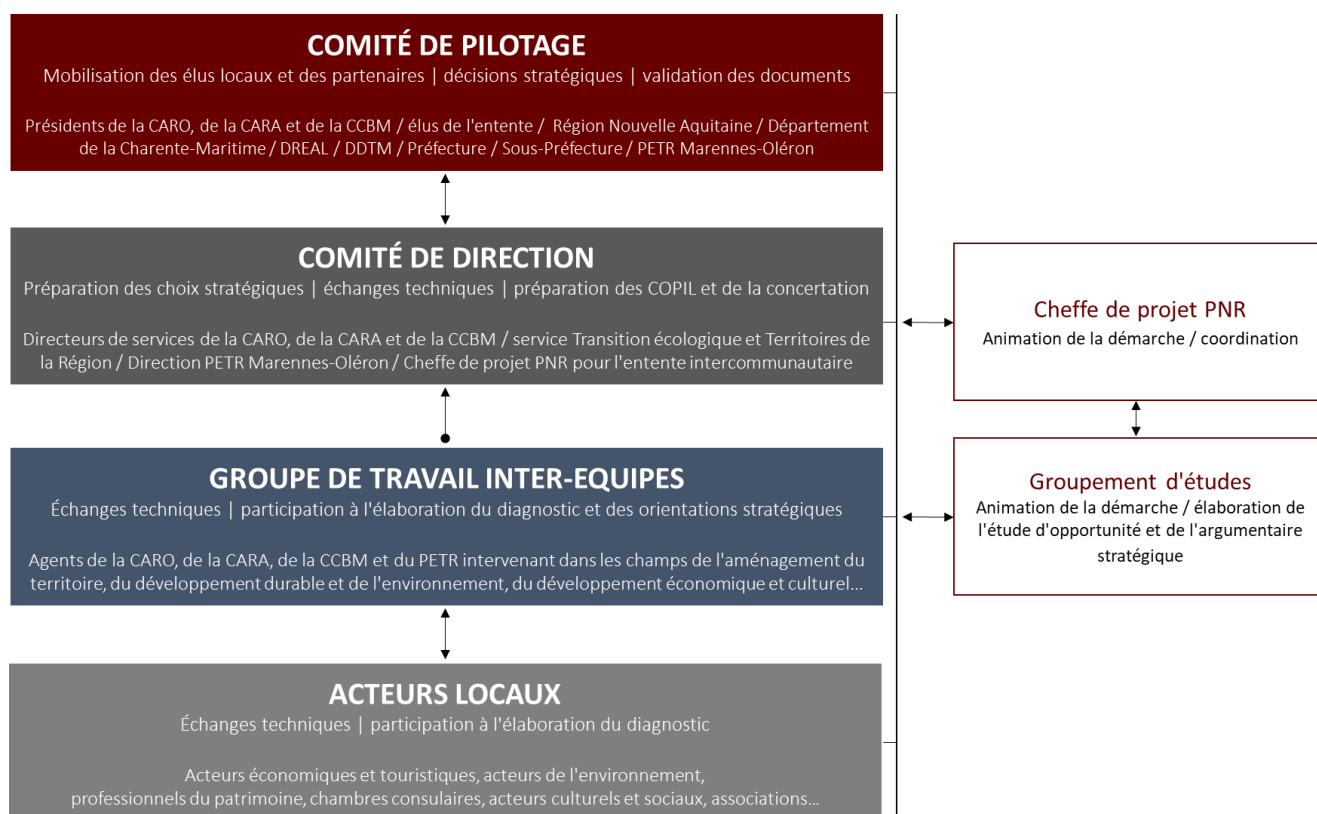 COMITÉ DE PILOTAGE
Mobilisation des élus locaux et des partenaires | décisions stratégiques | validation des documents
Présidents de la CARO, de la CARA et de la CCBM / élus de l'entente / Région Nouvelle Aquitaine / Département
de la Charente-Maritime / DREAL / DDTM / Préfecture / Sous-Préfecture / PETR Marennes-Oléron
COMITÉ DE DIRECTION
Préparation des choix stratégiques | échanges techniques | préparation des COPIL et de la concertation
Directeurs de services de la CARO, de la CARA et de la CCBM / service Transition écologique et Territoires de
la Région / Direction PETR Marennes-Oléron / Cheffe de projet PNR pour l'entente intercommunautaire
Cheffe de projet PNR
Animation de la démarche / coordination
GROUPE DE TRAVAIL INTER-EQUIPES
Échanges techniques | participation à l'élaboration du diagnostic et des orientations stratégiques
Agents de la CARO, de la CARA, de la CCBM et du PETR intervenant dans les champs de l'aménagement du
territoire, du développement durable et de l'environnement, du développement économique et culturel...
Groupement d'études
Animation de la démarche / élaboration de
l'étude d'opportunité et de l'argumentaire
stratégique
ACTEURS LOCAUX
Échanges techniques | participation à l'élaboration du diagnostic
Acteurs économiques et touristiques, acteurs de l'environnement,
professionnels du patrimoine, chambres consulaires, acteurs culturels et sociaux, associations...